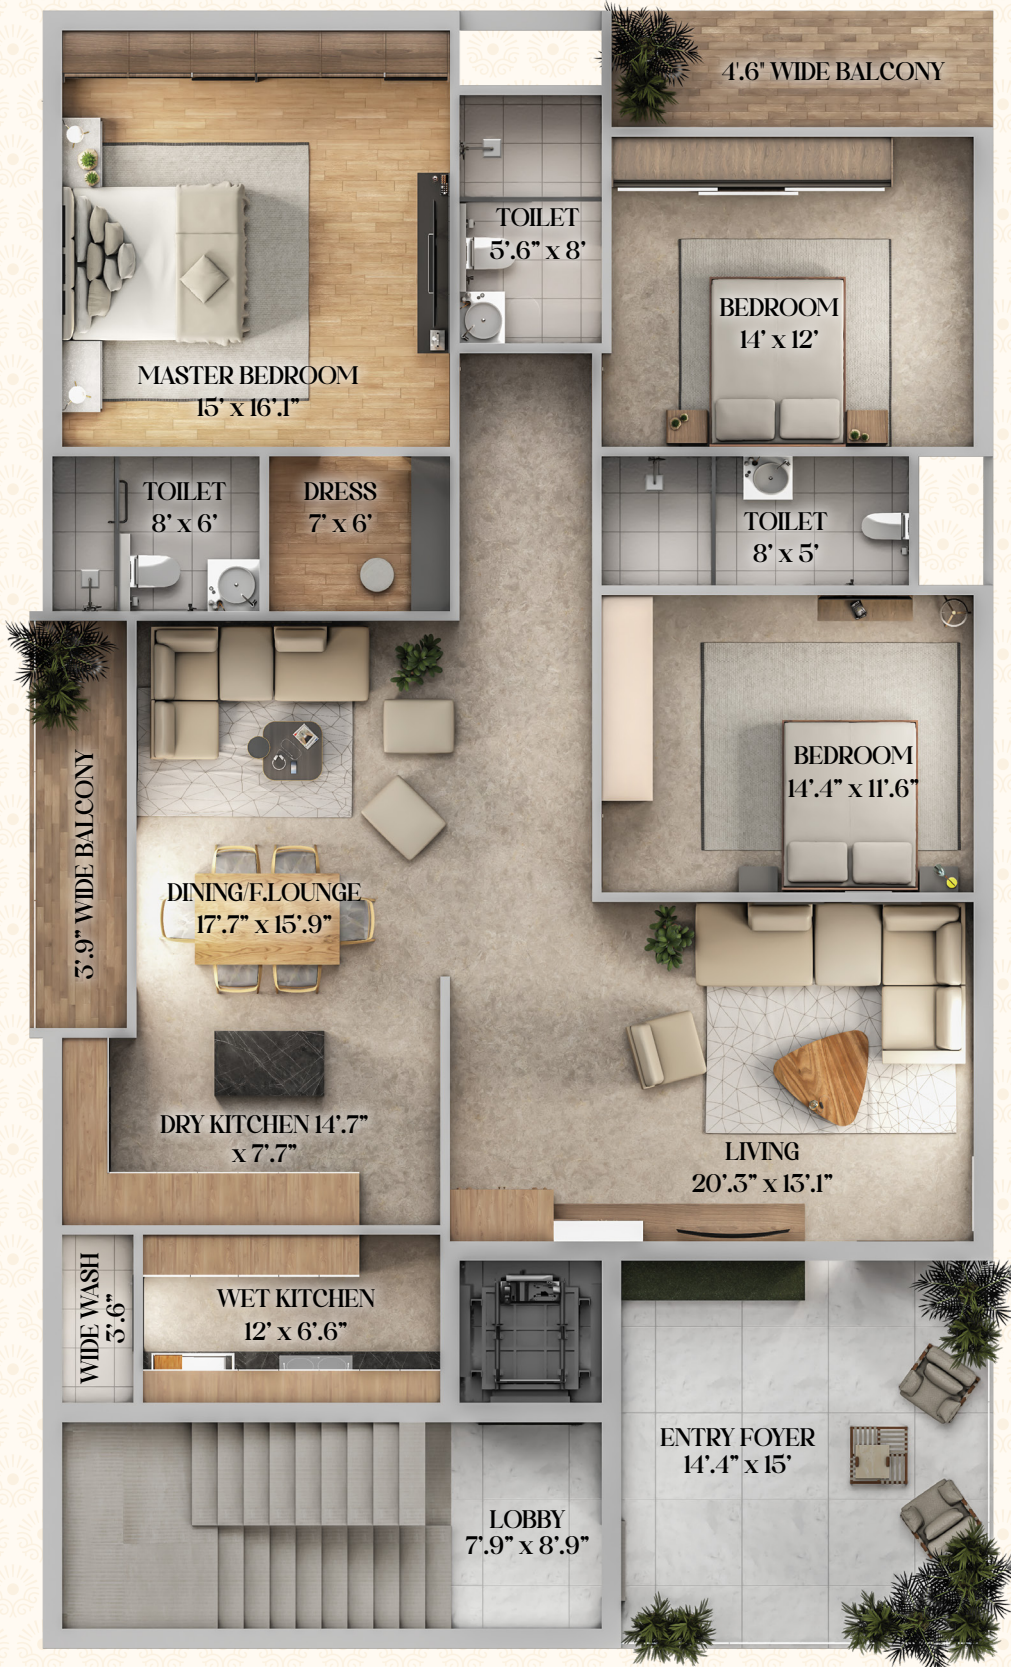 4'.6" WIDE BALCONY
TOILET
5'.6” x 8’
BEDROOM
14’ x 12’
MASTER BEDROOM
15’ x 16’.1”
TOILET
8’ x 6’
DRESS
7’ x 6’
TOILET
8’ x 5’
3’.9” WIDE BALCONY
BEDROOM
14’.4” x 11’.6”
DINING/F.LOUNGE
17’.7” x 15’.9”
DRY KITCHEN 14’.7”
x 7’.7”
LIVING
20’.3” x 13’.1”
WIDE WASH
3’.6”
WET KITCHEN
12’ x 6’.6”
ENTRY FOYER
14’.4” x 15’
LOBBY
7’.9” x 8’.9”